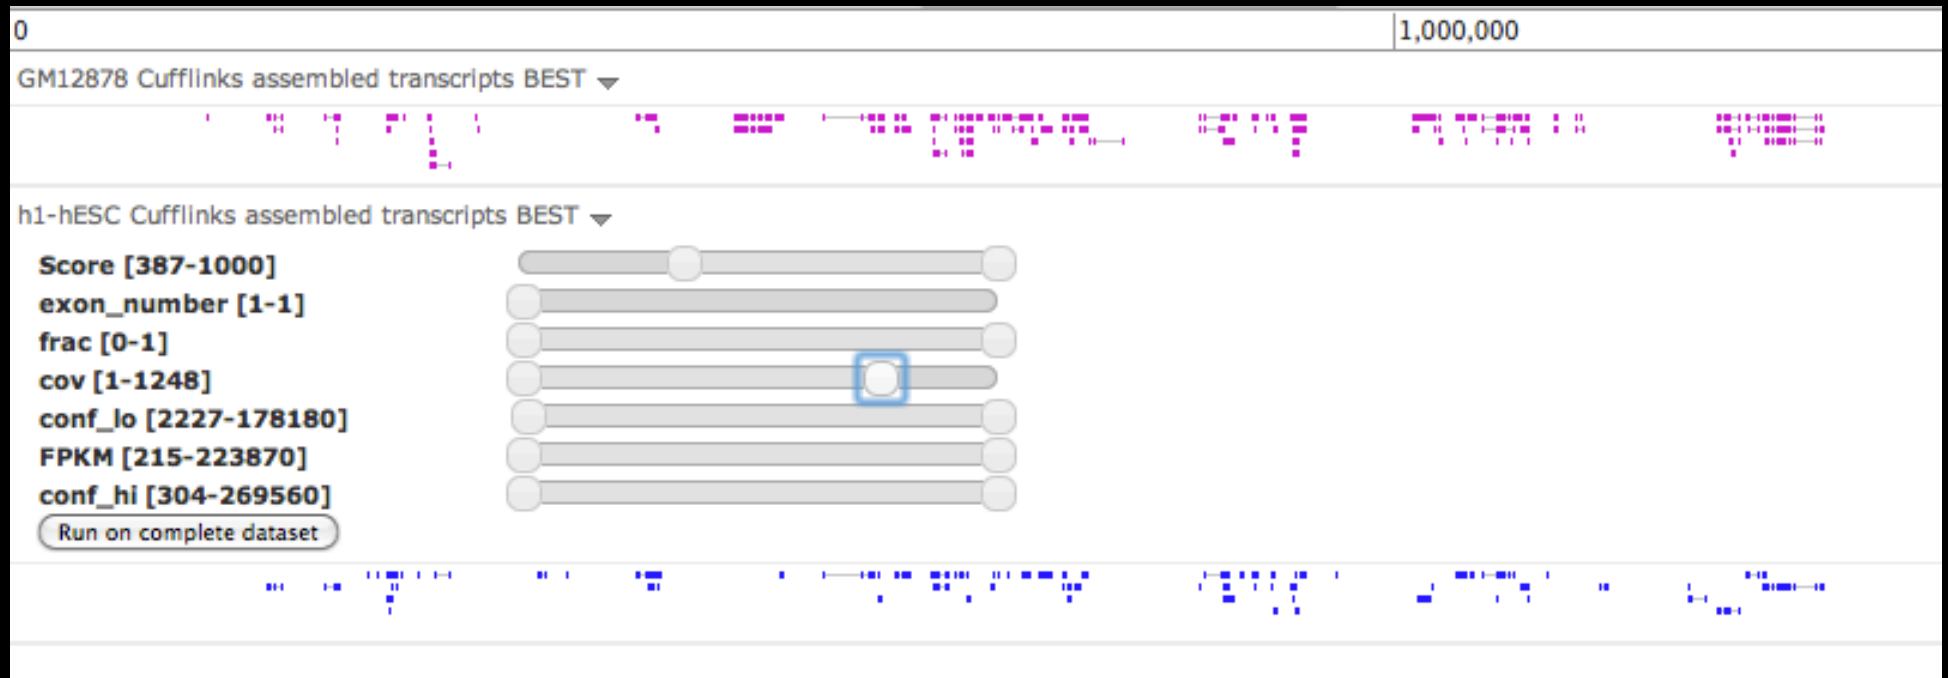 0 1,000,000
GM12878 Cufflinks assembled transcripts BEST
h1-hESC Cufflinks assembled transcripts BEST
Score [387-1000]
exon_number [1-1]
frac [0-1]
cov [1-1248]
conf_lo [2227-178180]
FPKM [215-223870]
conf_hi [304-269560]
Run on complete dataset